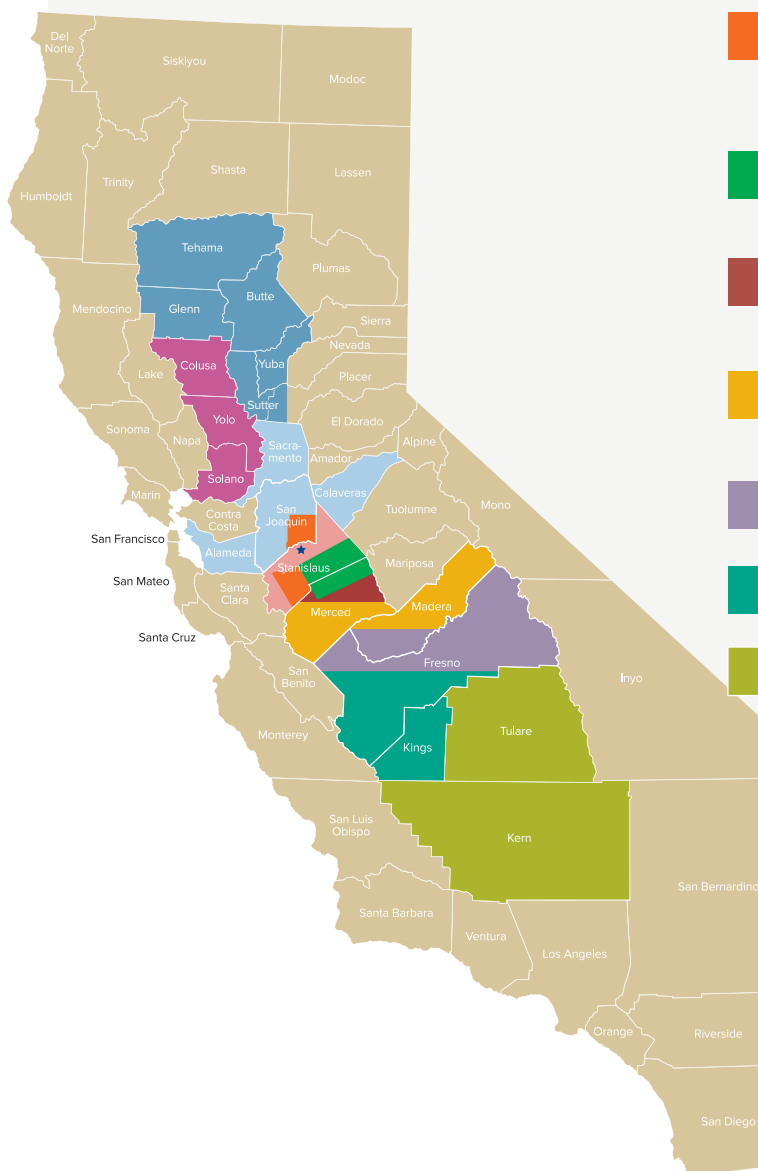 Del
Norte
Siskiyou
Modoc
Humboldt
Trinity
Shasta
Lassen
Tehama
Plumas
Mendocino
Glenn
Butte
Sierra
Nevada
Lake
Colusa
Yuba
Placer
Sutter
Sonoma
Napa
Yolo
El Dorado
Sacra-
mento
Alpine
Amador
Marin
Solano
Calaveras
Mono
Contra
Costa
San
Joaquin
Tuolumne
San Francisco
Alameda
Stanislaus
Mariposa
San Mateo
Santa
Clara
Merced
Madera
Santa Cruz
San
Benito
Fresno
Inyo
Monterey
Kings
Tulare
San Luis
Obispo
Kern
San Bernardino
Santa Barbara
Ventura
Los Angeles
Orange
Riverside
San Diego